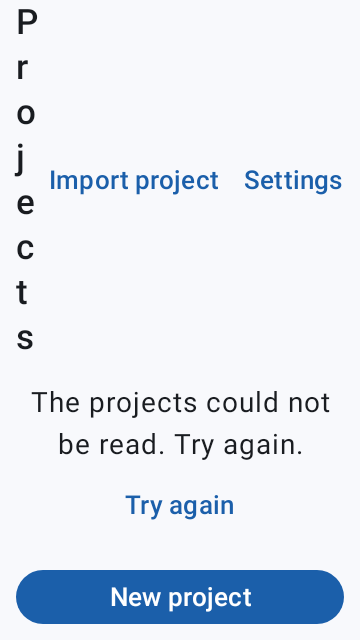 Projects
Import project
Settings
The projects could not
be read. Try again.
Try again
New project